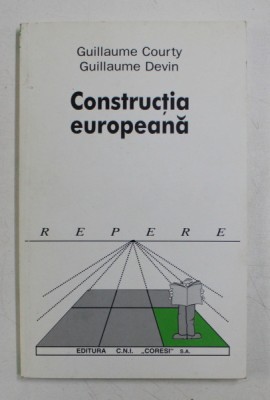 Guillaume Courty
Guillaume Devin
Construcția
europeană
R E P E R E
EDITURA C.N.I. „CORESI” S.A.